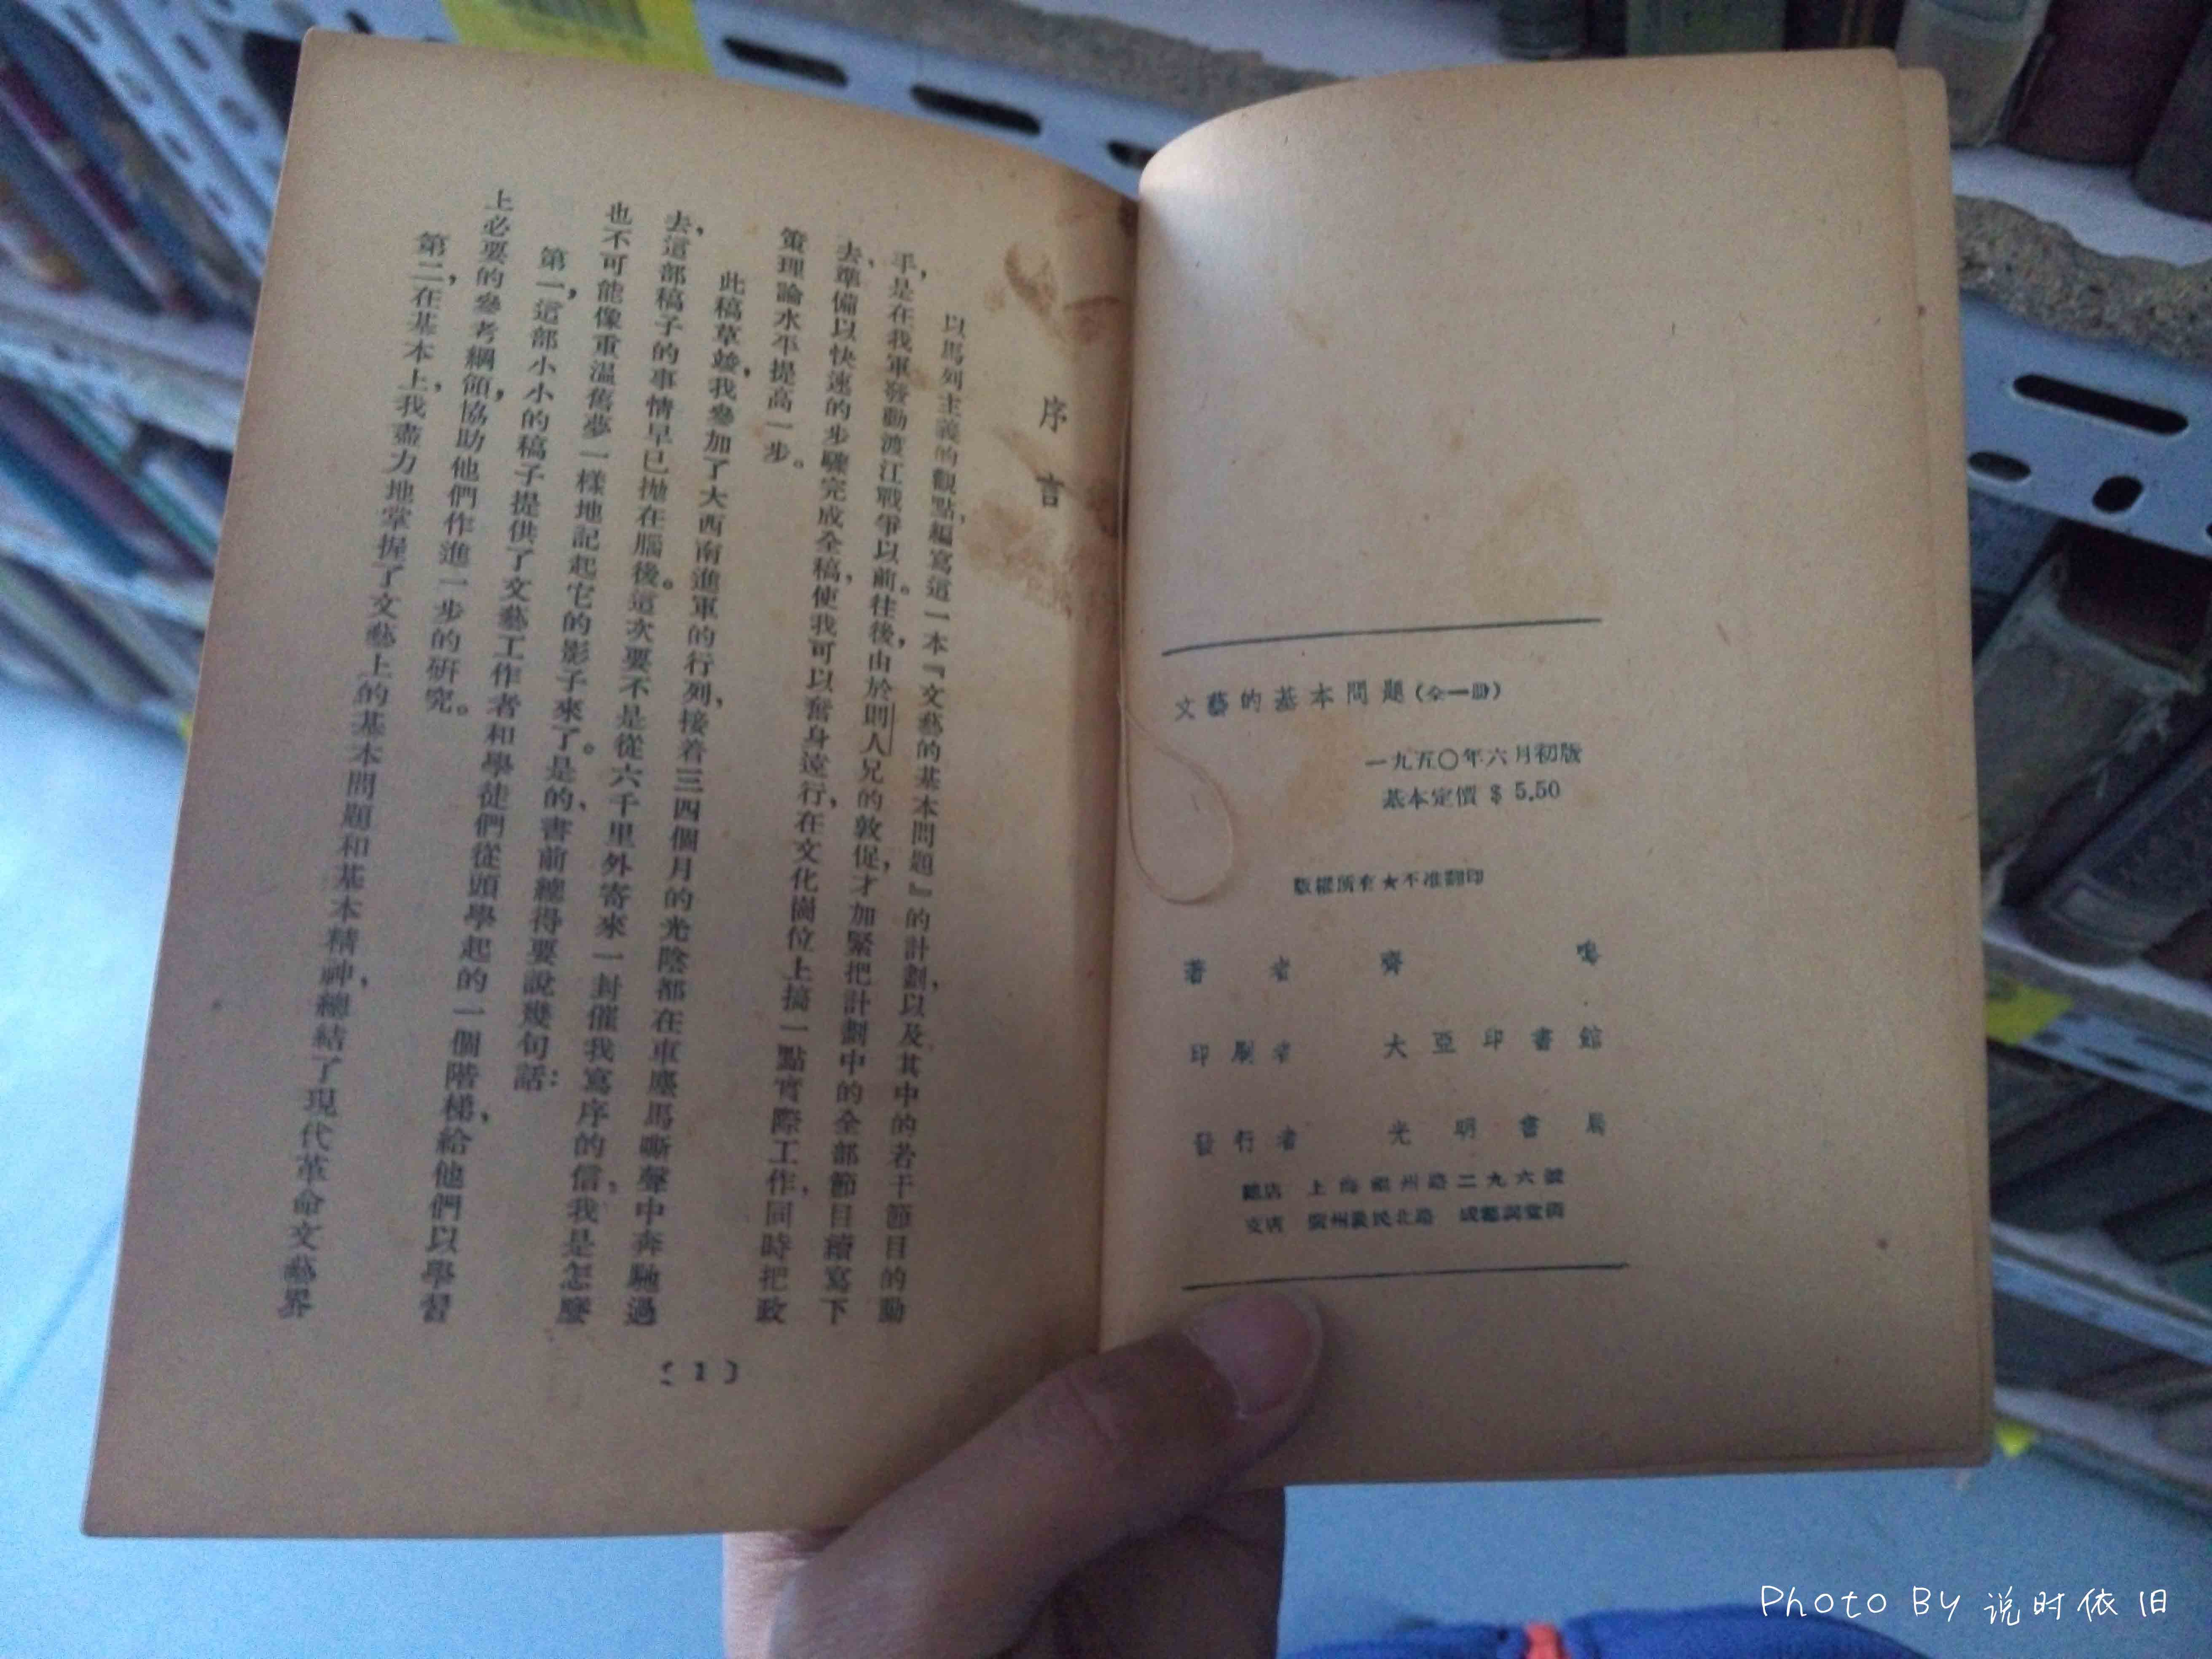 文藝的基本問題(全一冊)
一九五〇年六月初版
基本定價 $ 5.50
版權所有★不准翻印
著者 齊鳴
印刷者 大亞印書館
發行者 光明書局
總店 上海福州路二九六號
支店 廣州漢民北路 成都祠堂街
序言
以馬列主義的觀點,編寫這一本『文藝的基本問題』的計劃,以及其中的若干節目的動
手,是在我軍發動渡江戰爭以前。往後,由於則人兄的敦促,才加緊把計劃中的全部節目續寫下
去,準備以快速的步驟完成全稿,使我可以奮身遠行,在文化崗位上搞一點實際工作,同時把政
策理論水平提高一步。
此稿草竣,我參加了大西南進軍的行列,接着三四個月的光陰都在車塵馬嘶聲中奔馳過
去,這部稿子的事情早已拋在腦後。這次要不是從六千里外寄來一封催我寫序的信,我是怎麼
也不可能像重溫舊夢一樣地記起它的影子來了。是的,書前總得要說幾句話:
第一,這部小小的稿子提供了文藝工作者和學徒們從頭學起的一個階梯,給他們以學習
上必要的參考綱領,協助他們作進一步的研究。
第二,在基本上,我盡力地掌握了文藝上的基本問題和基本精神,總結了現代革命文藝界
(1)
Photo By 说时依旧